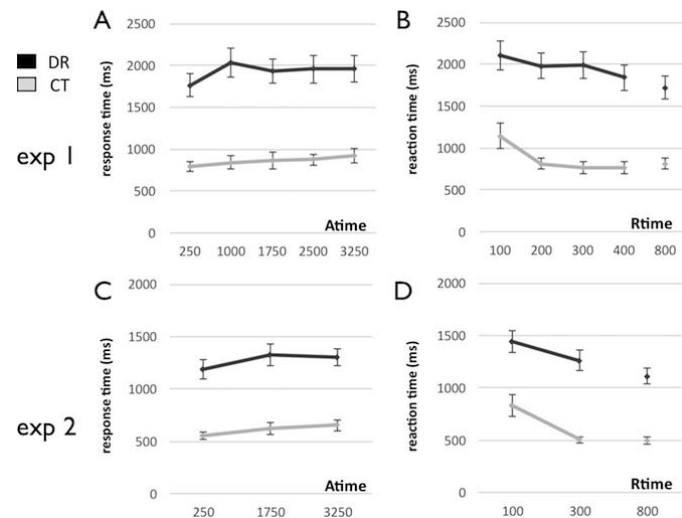 A
B
DR
CT
exp 1
response time (ms)
2500
2000
1500
1000
500
0
Atime
250 1000 1750 2500 3250
reaction time (ms)
2500
2000
1500
1000
500
0
Rtime
100 200 300 400 800
C
D
exp 2
response time (ms)
2000
1500
1000
500
0
Atime
250 1750 3250
reaction time (ms)
2000
1500
1000
500
0
Rtime
100 300 800